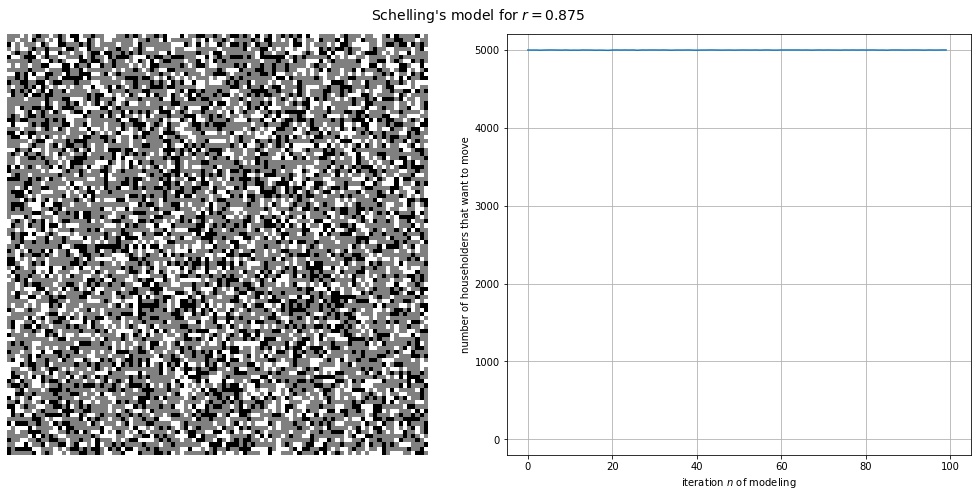 Schelling's model for r = 0.875
5000
4000
3000
2000
1000
0
number of householders that want to move
0 20 40 60 80 100
iteration n of modeling